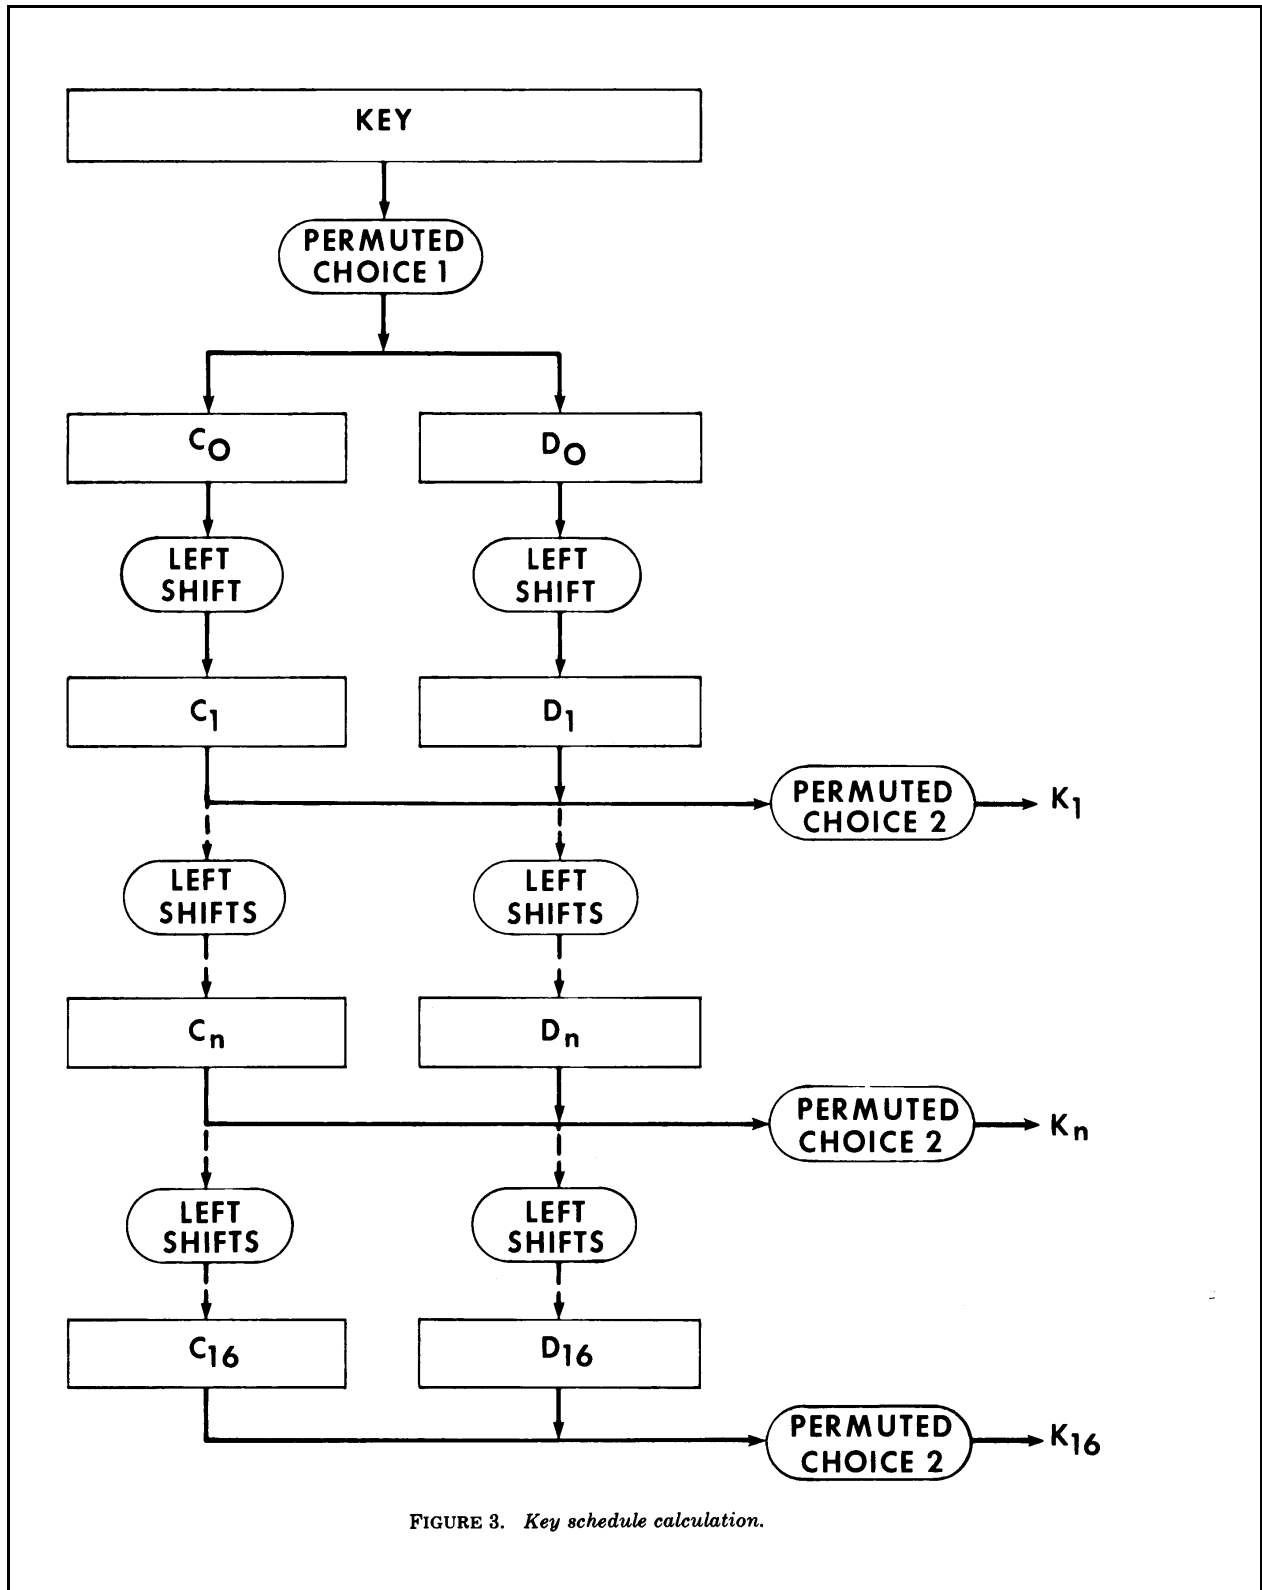 KEY
PERMUTED
CHOICE 1
C0
D0
LEFT
SHIFT
LEFT
SHIFT
C1
D1
PERMUTED
CHOICE 2
K1
LEFT
SHIFTS
LEFT
SHIFTS
Cn
Dn
PERMUTED
CHOICE 2
Kn
LEFT
SHIFTS
LEFT
SHIFTS
C16
D16
PERMUTED
CHOICE 2
K16
FIGURE 3. Key schedule calculation.